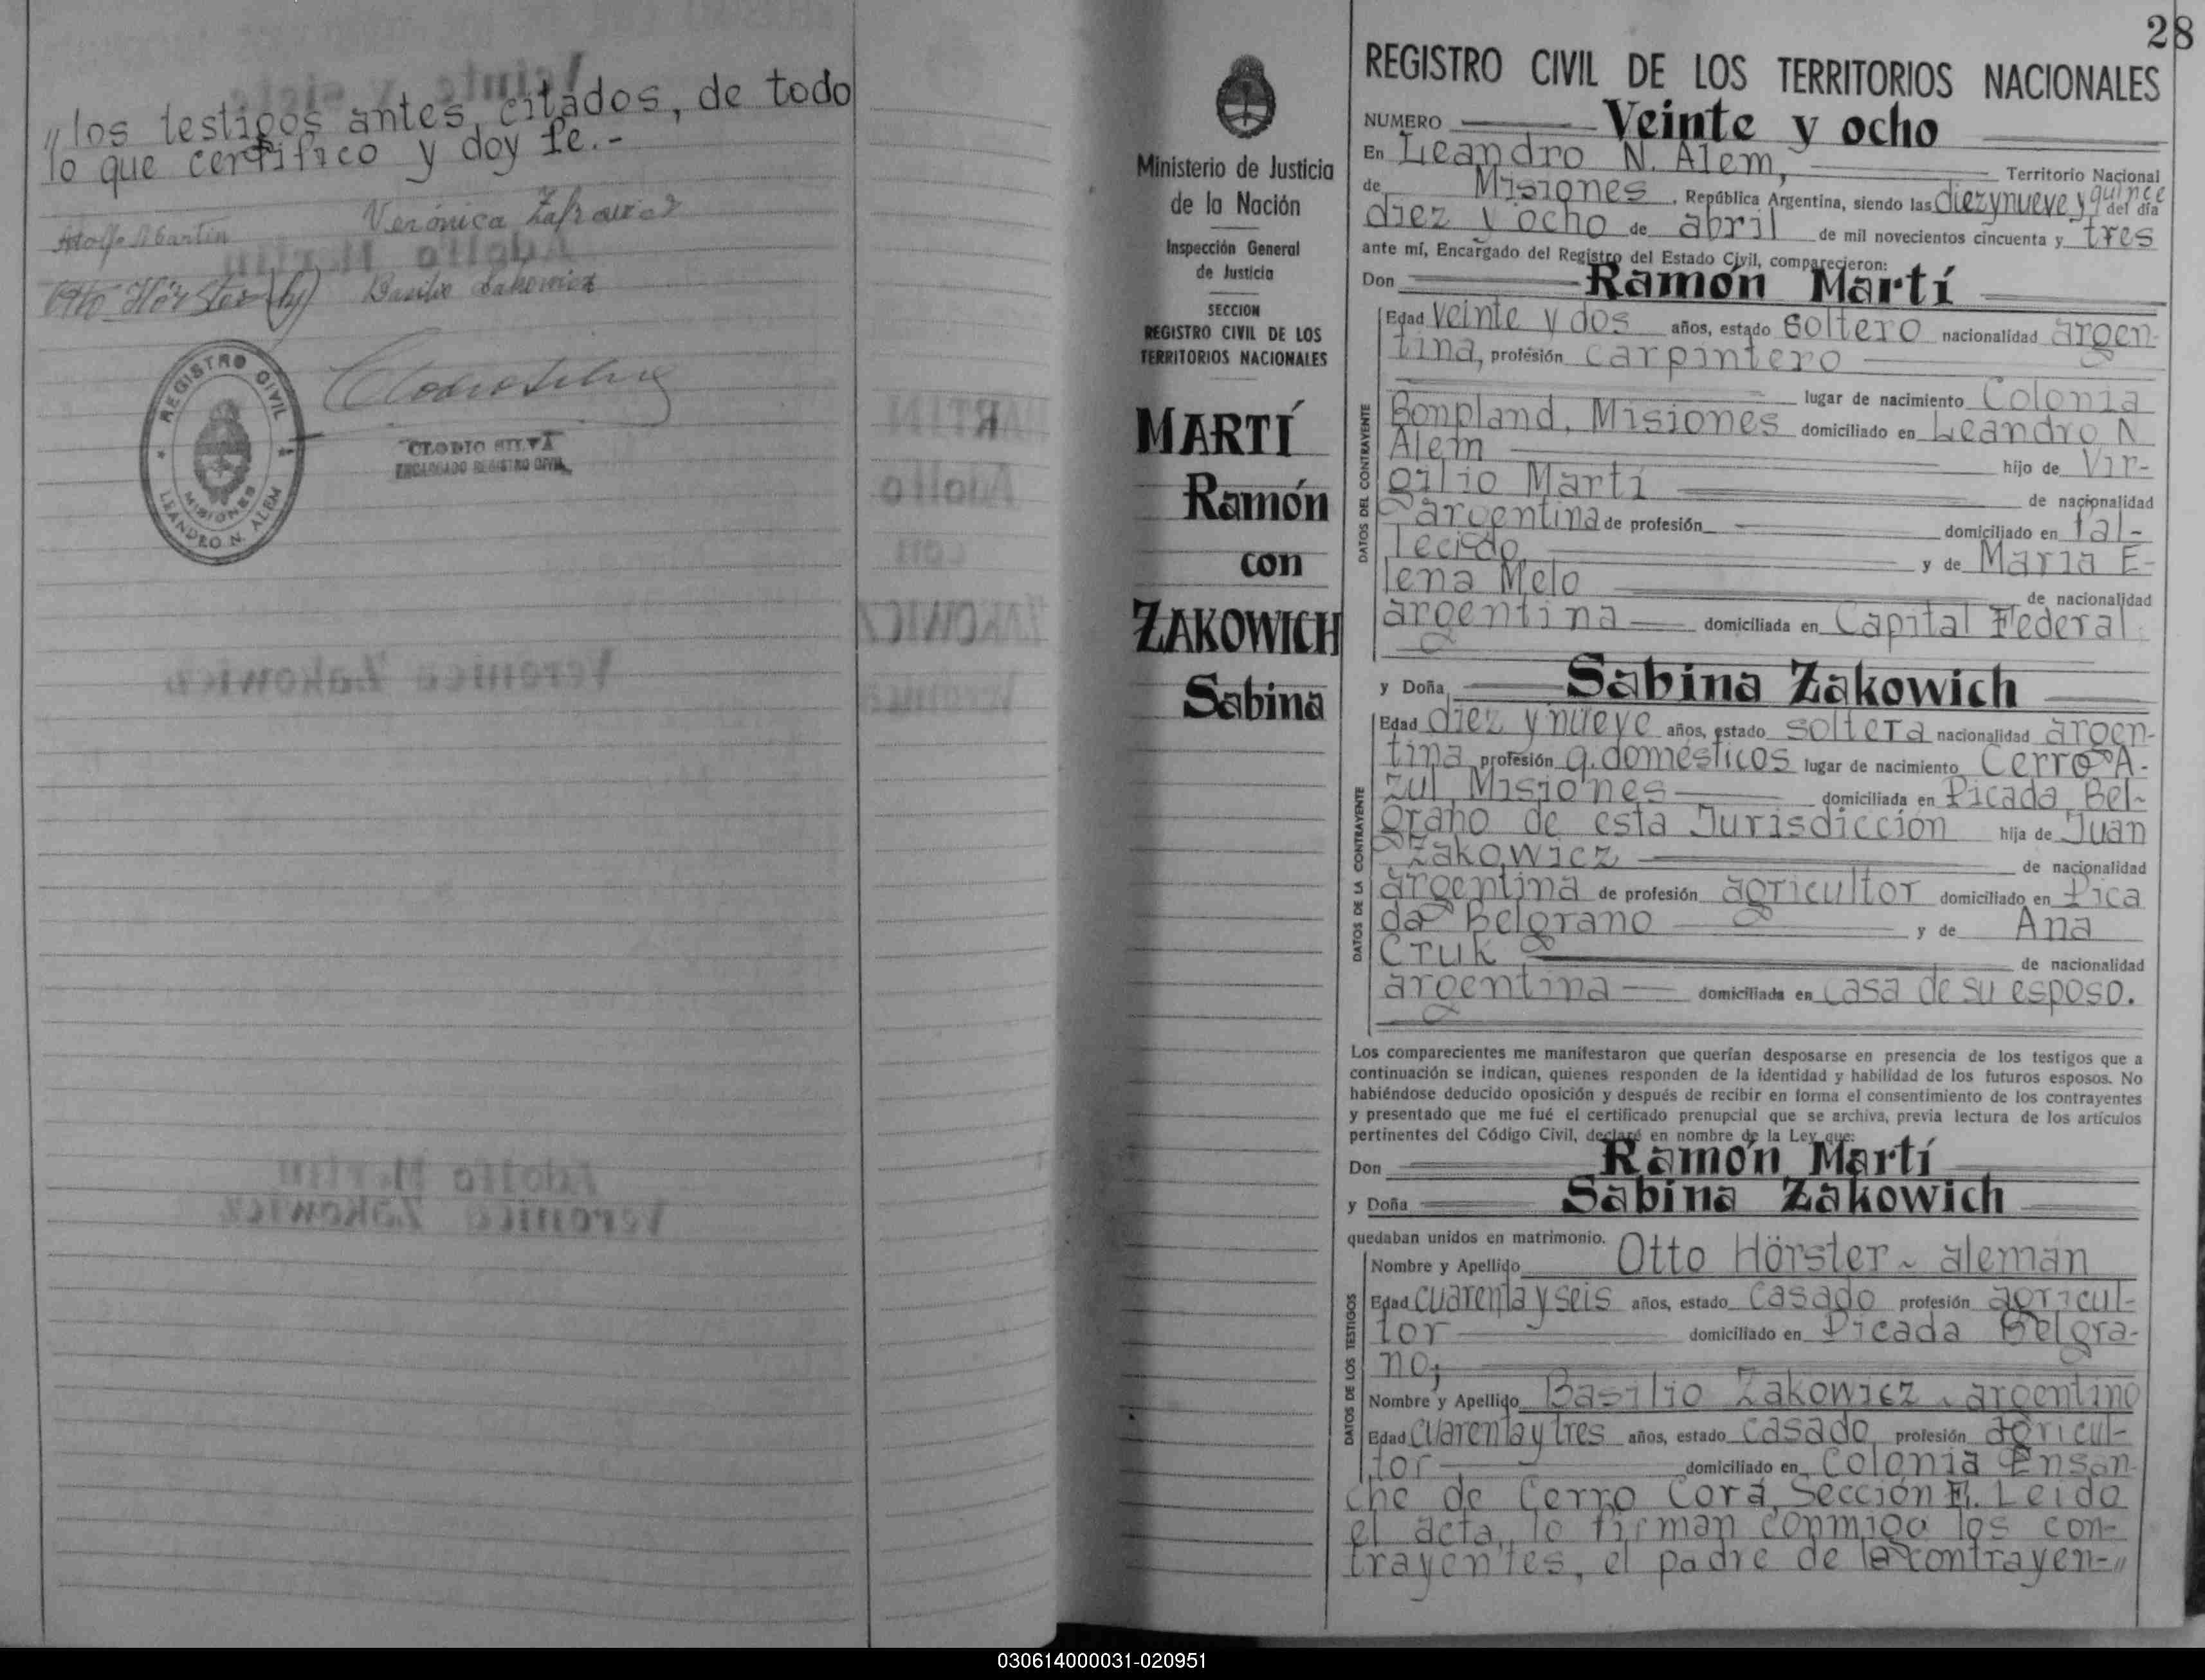 „los testigos antes citados, de todo
lo que certifico y doy fe.-
Adolfo Martin
Verónica Zakowicz
Otto Hörster
Basilio Zakowicz
REGISTRO CIVIL
MISIONES
LEANDRO N. ALEM
CLODIO SILVA
ENCARGADO REGISTRO CIVIL
Ministerio de Justicia
de la Nación
Inspección General
de Justicia
SECCION
REGISTRO CIVIL DE LOS
TERRITORIOS NACIONALES
MARTÍ
Ramón
con
ZAKOWICH
Sabina
28
REGISTRO CIVIL DE LOS TERRITORIOS NACIONALES
NUMERO Veinte y ocho
En Leandro N. Alem, Territorio Nacional
de Misiones, República Argentina, siendo las diezynueve y quince del día
diez y ocho de abril de mil novecientos cincuenta y tres
ante mí, Encargado del Registro del Estado Civil, comparecieron:
Don Ramón Martí
DATOS DEL CONTRAYENTE
Edad veinte y dos años, estado soltero nacionalidad argen-
tina, profesión carpintero
lugar de nacimiento Colonia
Bonpland, Misiones domiciliado en Leandro N
Alem hijo de Vir-
gilio Martí de nacionalidad
argentina de profesión domiciliado en fal-
lecido, y de María E-
lena Melo de nacionalidad
argentina domiciliada en Capital Federal
y Doña Sabina Zakowich
DATOS DE LA CONTRAYENTE
Edad diez y nueve años, estado soltera nacionalidad argen-
tina profesión q. domésticos lugar de nacimiento Cerro A-
zul Misiones domiciliada en Picada Bel-
grano de esta Jurisdicción hija de Juan
Zakowicz de nacionalidad
argentina de profesión agricultor domiciliado en Pica
da Belgrano y de Ana
Cruk de nacionalidad
argentina domiciliada en casa de su esposo.
Los comparecientes me manifestaron que querían desposarse en presencia de los testigos que a
continuación se indican, quienes responden de la identidad y habilidad de los futuros esposos. No
habiéndose deducido oposición y después de recibir en forma el consentimiento de los contrayentes
y presentado que me fué el certificado prenupcial que se archiva, previa lectura de los artículos
pertinentes del Código Civil, declaré en nombre de la Ley que:
Don Ramón Martí
y Doña Sabina Zakowich
quedaban unidos en matrimonio.
DATOS DE LOS TESTIGOS
Nombre y Apellido Otto Hörster ~ aleman
Edad cuarenta y seis años, estado casado profesión agricul-
tor domiciliado en Picada Belgra-
no;
Nombre y Apellido Basilio Zakowicz ~ argentino
Edad cuarenta y tres años, estado casado profesión agricul-
tor domiciliado en Colonia Ensan
che de Cerro Corá, Sección E. Leido
el acta, lo firman conmigo los con-
trayentes, el padre de la contrayen-„
030614000031-020951